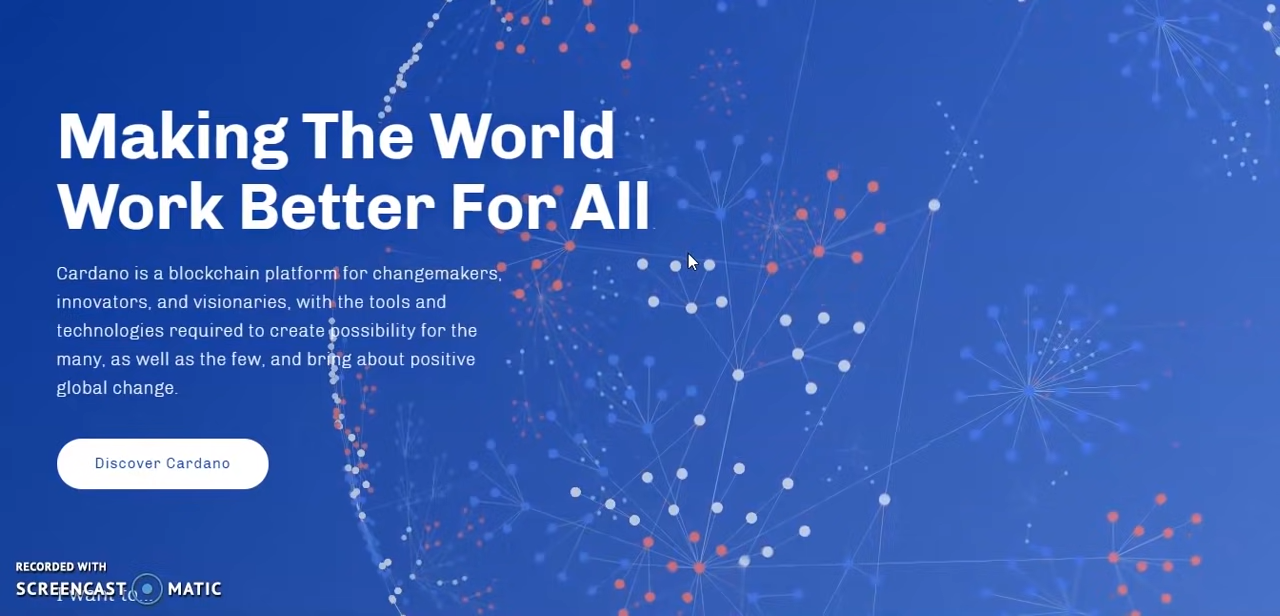 Making The World
Work Better For All
Cardano is a blockchain platform for changemakers,
innovators, and visionaries, with the tools and
technologies required to create possibility for the
many, as well as the few, and bring about positive
global change.
Discover Cardano
RECORDED WITH
SCREENCAST MATIC
I want to...